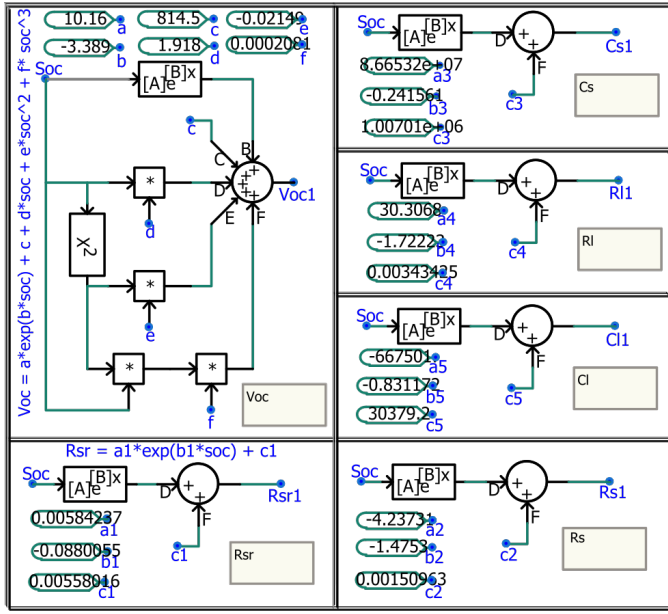 10.16
a
814.5
c
-0.02149
e
-3.389
b
1.918
d
0.0002081
f
Voc = a*exp(b*soc) + c + d*soc + e*soc^2 + f* soc^3
Soc
[A]e[B]x
c
B
C
D
E
F
+
+
+
+
+
Voc1
*
d
X2
*
e
*
*
f
Voc
Rsr = a1*exp(b1*soc) + c1
Soc
[A]e[B]x
D
+
+
F
Rsr1
0.00584237
a1
-0.0880055
b1
0.00558016
c1
c1
Rsr
Soc
[A]e[B]x
D
+
+
F
Cs1
8.66532e+07
a3
-0.241561
b3
1.00701e+06
c3
c3
Cs
Soc
[A]e[B]x
D
+
+
F
Rl1
30.3068
a4
b4
0.00343425
c4
c4
Rl
Soc
[A]e[B]x
D
+
+
F
Cl1
-667501.
a5
-0.831172
b5
30379.2
c5
c5
Cl
Soc
[A]e[B]x
D
+
+
F
Rs1
-4.23731
a2
-1.4753
b2
0.00150963
c2
c2
Rs